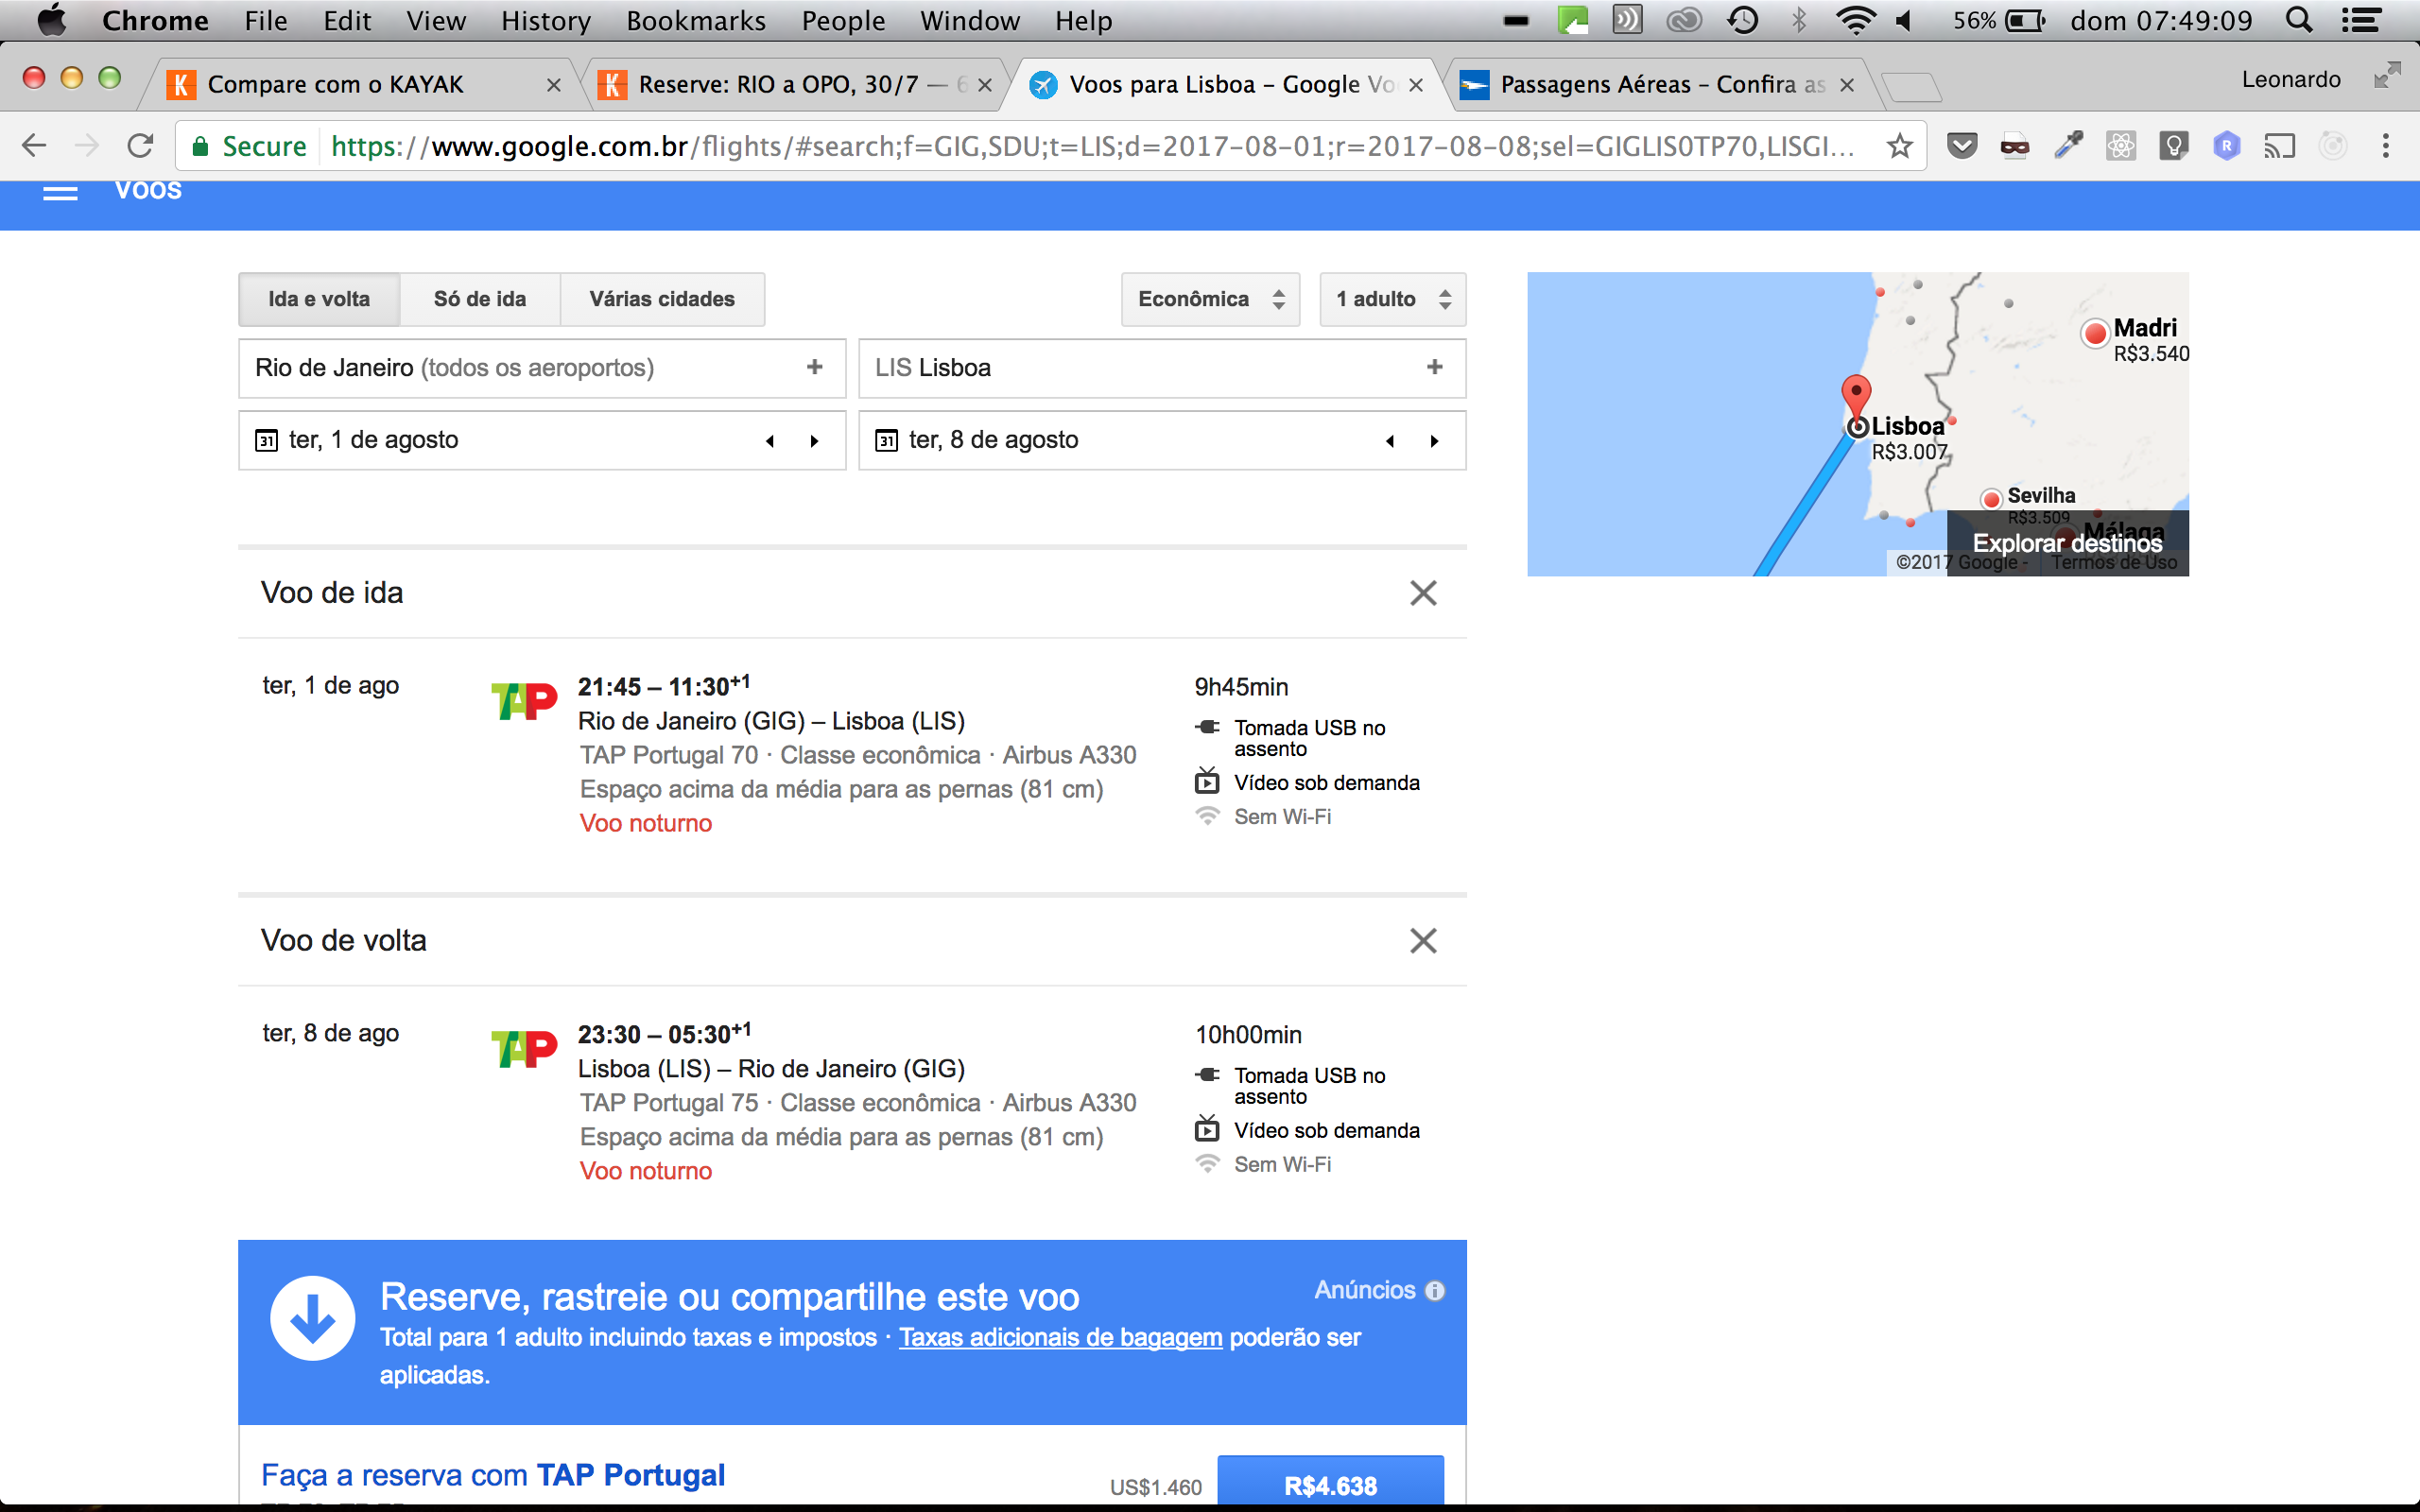 Chrome File Edit View History Bookmarks People Window Help 56% dom 07:49:09
Compare com o KAYAK
Reserve: RIO a OPO, 30/7 — 6
Voos para Lisboa – Google Vo
Passagens Aéreas – Confira as
Leonardo
Secure https://www.google.com.br/flights/#search;f=GIG,SDU;t=LIS;d=2017-08-01;r=2017-08-08;sel=GIGLIS0TP70,LISGI...
Voos
Ida e volta Só de ida Várias cidades Econômica 1 adulto
Rio de Janeiro (todos os aeroportos) + LIS Lisboa +
31 ter, 1 de agosto 31 ter, 8 de agosto
Madri
R$3.540
Lisboa
R$3.007
Sevilha
R$3.509
Málaga
Explorar destinos
©2017 Google - Termos de Uso
Voo de ida
ter, 1 de ago
TAP
21:45 – 11:30+1
Rio de Janeiro (GIG) – Lisboa (LIS)
TAP Portugal 70 · Classe econômica · Airbus A330
Espaço acima da média para as pernas (81 cm)
Voo noturno
9h45min
Tomada USB no
assento
Vídeo sob demanda
Sem Wi-Fi
Voo de volta
ter, 8 de ago
TAP
23:30 – 05:30+1
Lisboa (LIS) – Rio de Janeiro (GIG)
TAP Portugal 75 · Classe econômica · Airbus A330
Espaço acima da média para as pernas (81 cm)
Voo noturno
10h00min
Tomada USB no
assento
Vídeo sob demanda
Sem Wi-Fi
Reserve, rastreie ou compartilhe este voo
Anúncios
Total para 1 adulto incluindo taxas e impostos · Taxas adicionais de bagagem poderão ser
aplicadas.
Faça a reserva com TAP Portugal
US$1.460 R$4.638